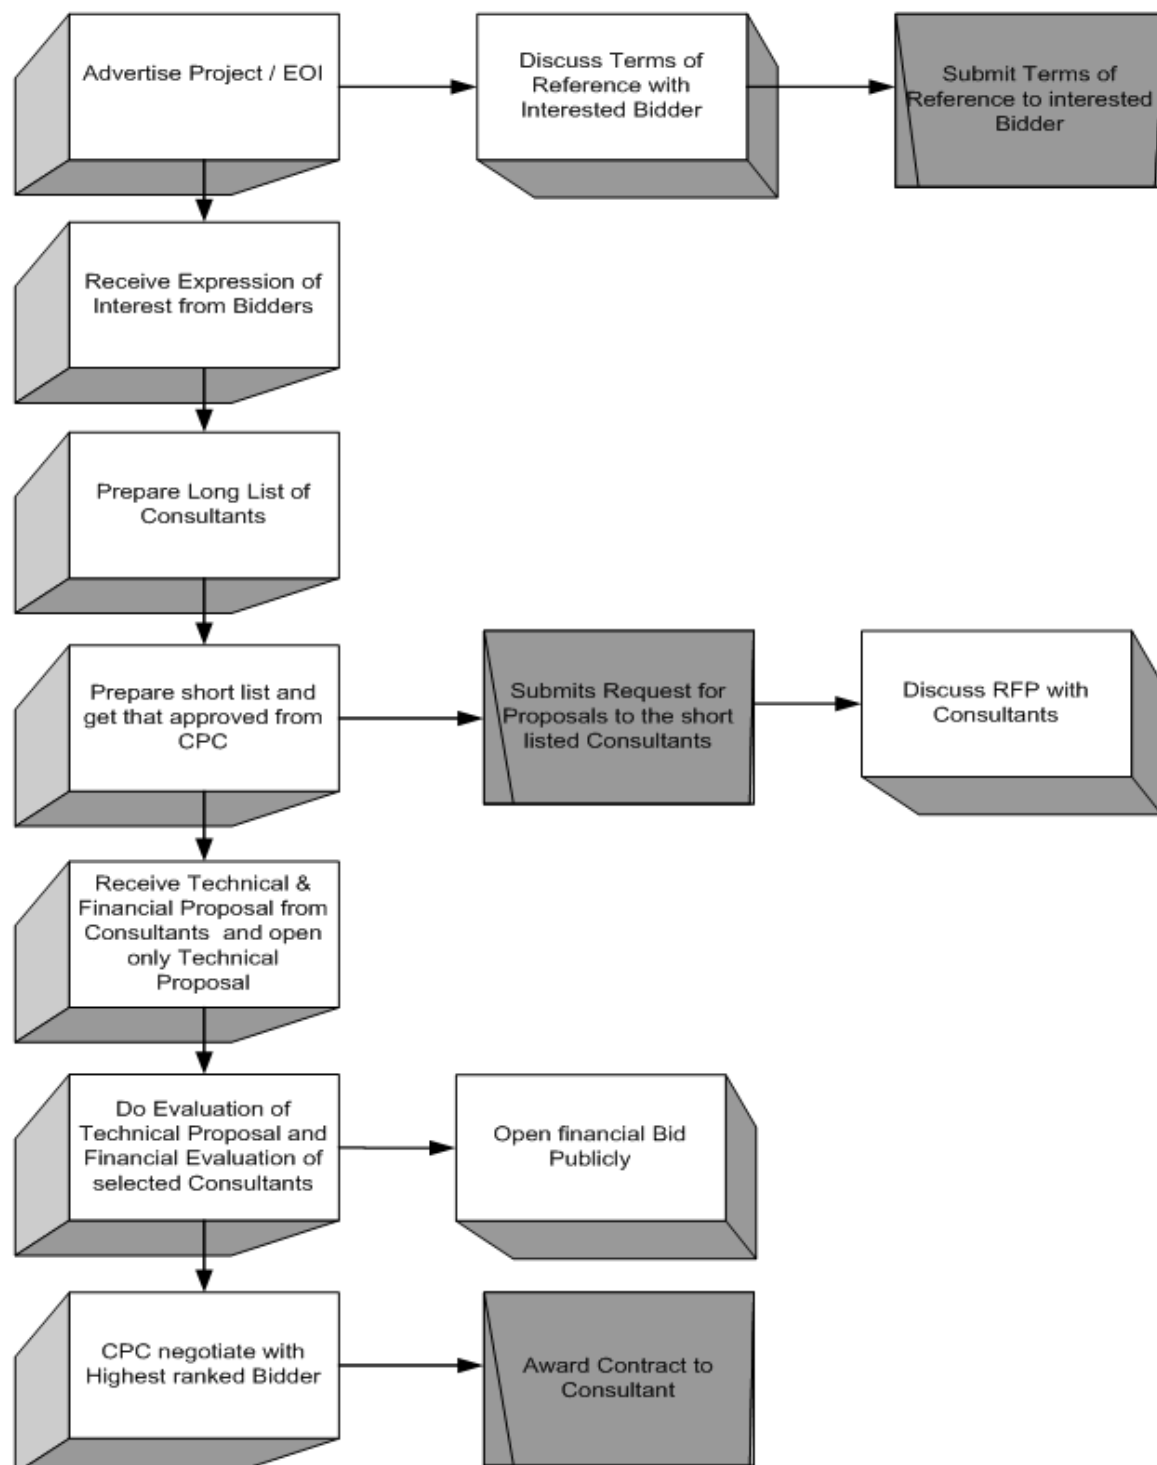 Advertise Project / EOI
Discuss Terms of
Reference with
Interested Bidder
Submit Terms of
Reference to interested
Bidder
Receive Expression of
Interest from Bidders
Prepare Long List of
Consultants
Prepare short list and
get that approved from
CPC
Submits Request for
Proposals to the short
listed Consultants
Discuss RFP with
Consultants
Receive Technical &
Financial Proposal from
Consultants  and open
only Technical
Proposal
Do Evaluation of
Technical Proposal and
Financial Evaluation of
selected Consultants
Open financial Bid
Publicly
CPC negotiate with
Highest ranked Bidder
Award Contract to
Consultant